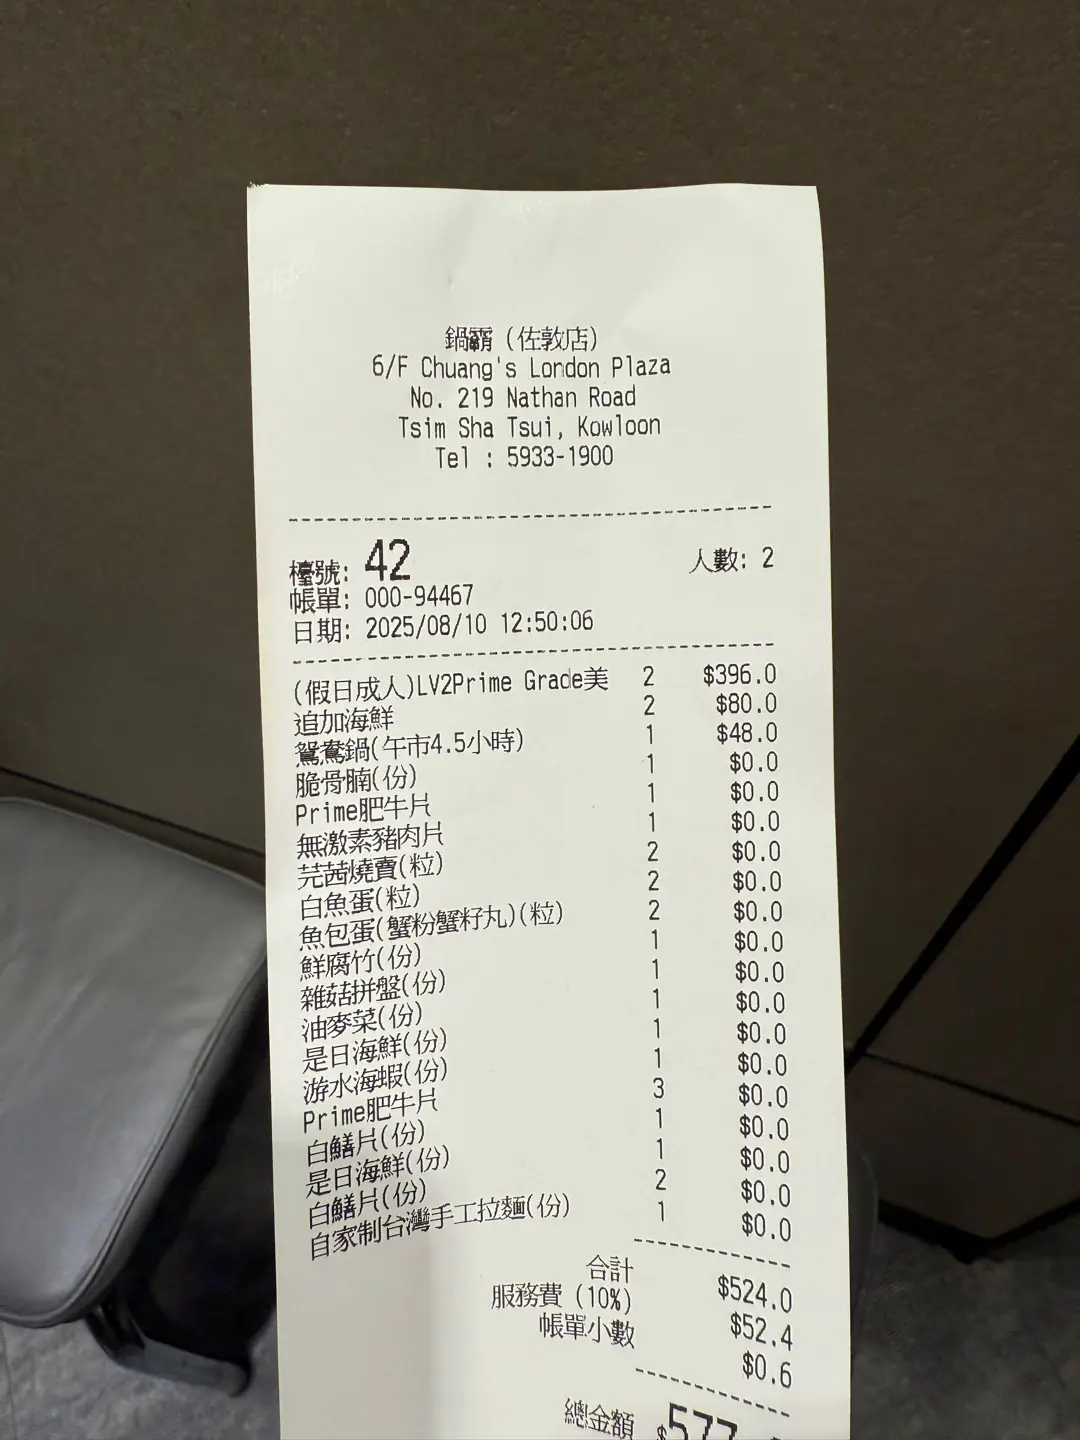 鍋霸 (佐敦店)
6/F Chuang's London Plaza
No. 219 Nathan Road
Tsim Sha Tsui, Kowloon
Tel : 5933-1900
檯號: 42 人數: 2
帳單: 000-94467
日期: 2025/08/10 12:50:06
(假日成人)LV2Prime Grade美 2 $396.0
追加海鮮 2 $80.0
鴛鴦鍋(午市4.5小時) 1 $48.0
脆骨腩(份) 1 $0.0
Prime肥牛片 1 $0.0
無激素豬肉片 1 $0.0
芫茜燒賣(粒) 2 $0.0
白魚蛋(粒) 2 $0.0
魚包蛋(蟹粉蟹籽丸)(粒) 2 $0.0
鮮腐竹(份) 1 $0.0
雜菇拼盤(份) 1 $0.0
油麥菜(份) 1 $0.0
是日海鮮(份) 1 $0.0
游水海蝦(份) 1 $0.0
Prime肥牛片 3 $0.0
白鱔片(份) 1 $0.0
是日海鮮(份) 1 $0.0
白鱔片(份) 2 $0.0
自家制台灣手工拉麵(份) 1 $0.0
合計 $524.0
服務費 (10%) $52.4
帳單小數 $0.6
總金額 $577